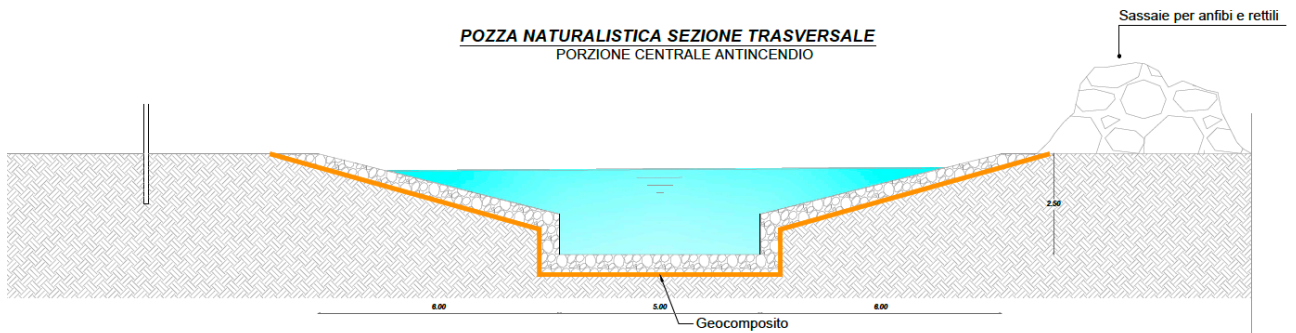 Sassaie per anfibi e rettili
POZZA NATURALISTICA SEZIONE TRASVERSALE
PORZIONE CENTRALE ANTINCENDIO
2.50
6.00
5.00
6.00
Geocomposito